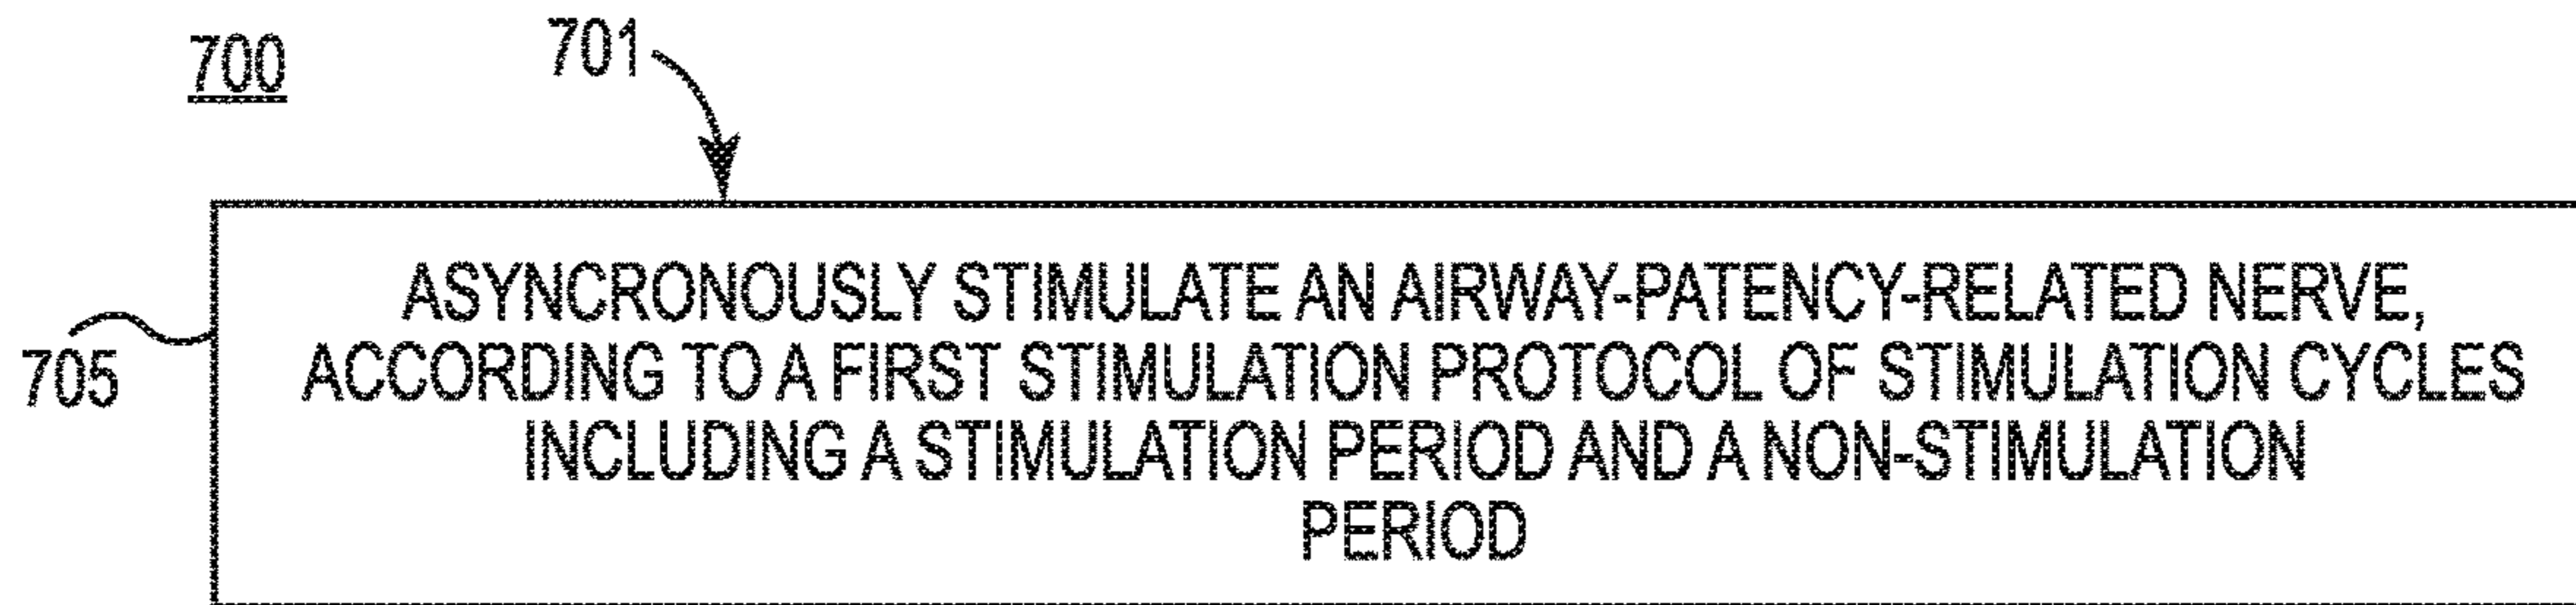 700
701
705
ASYNCRONOUSLY STIMULATE AN AIRWAY-PATENCY-RELATED NERVE,
ACCORDING TO A FIRST STIMULATION PROTOCOL OF STIMULATION CYCLES
INCLUDING A STIMULATION PERIOD AND A NON-STIMULATION
PERIOD